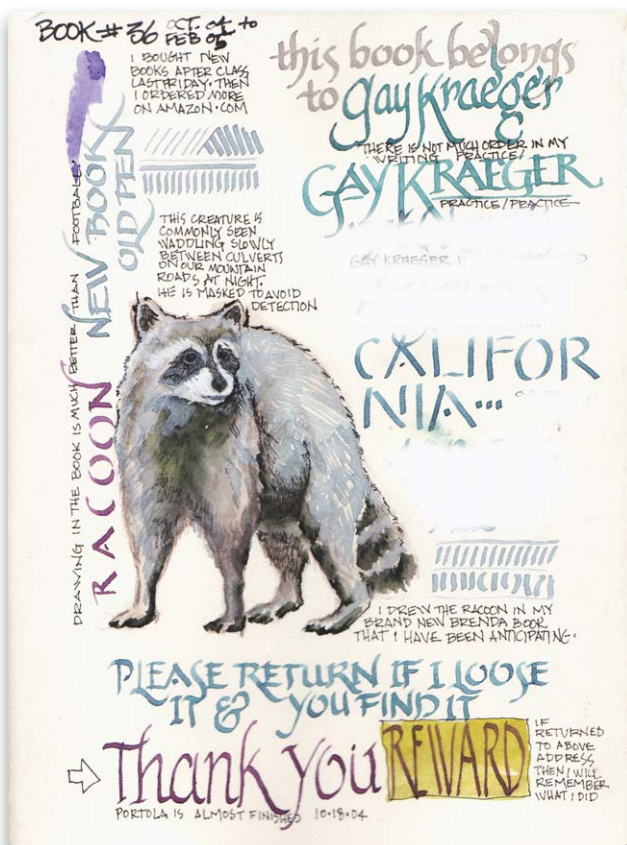 BOOK # 36 OCT. 04 to
FEB 05
I BOUGHT NEW
BOOKS AFTER CLASS
LAST FRIDAY. THEN
I ORDERED MORE
ON AMAZON.COM
this book belongs
to gay kraeger
&
THERE IS NOT MUCH ORDER IN MY
WRITING PRACTICE!
GAY KRAEGER
PRACTICE/PRACTICE
GAY KRAEGER
NEW BOOK
OLD PEN
THIS CREATURE IS
COMMONLY SEEN
WADDLING SLOWLY
BETWEEN CULVERTS
ON OUR MOUNTAIN
ROADS AT NIGHT.
HE IS MASKED TO AVOID
DETECTION
DRAWING IN THE BOOK IS MUCH BETTER THAN FOOTBALL.
RACOON
CALIFOR
NIA...
I DREW THE RACOON IN MY
BRAND NEW BRENDA BOOK
THAT I HAVE BEEN ANTICIPATING.
PLEASE RETURN IF I LOOSE
IT & YOU FIND IT
Thank you REWARD
IF
RETURNED
TO ABOVE
ADDRESS
THEN I WILL
REMEMBER
WHAT I DID
PORTOLA IS ALMOST FINISHED 10.18.04